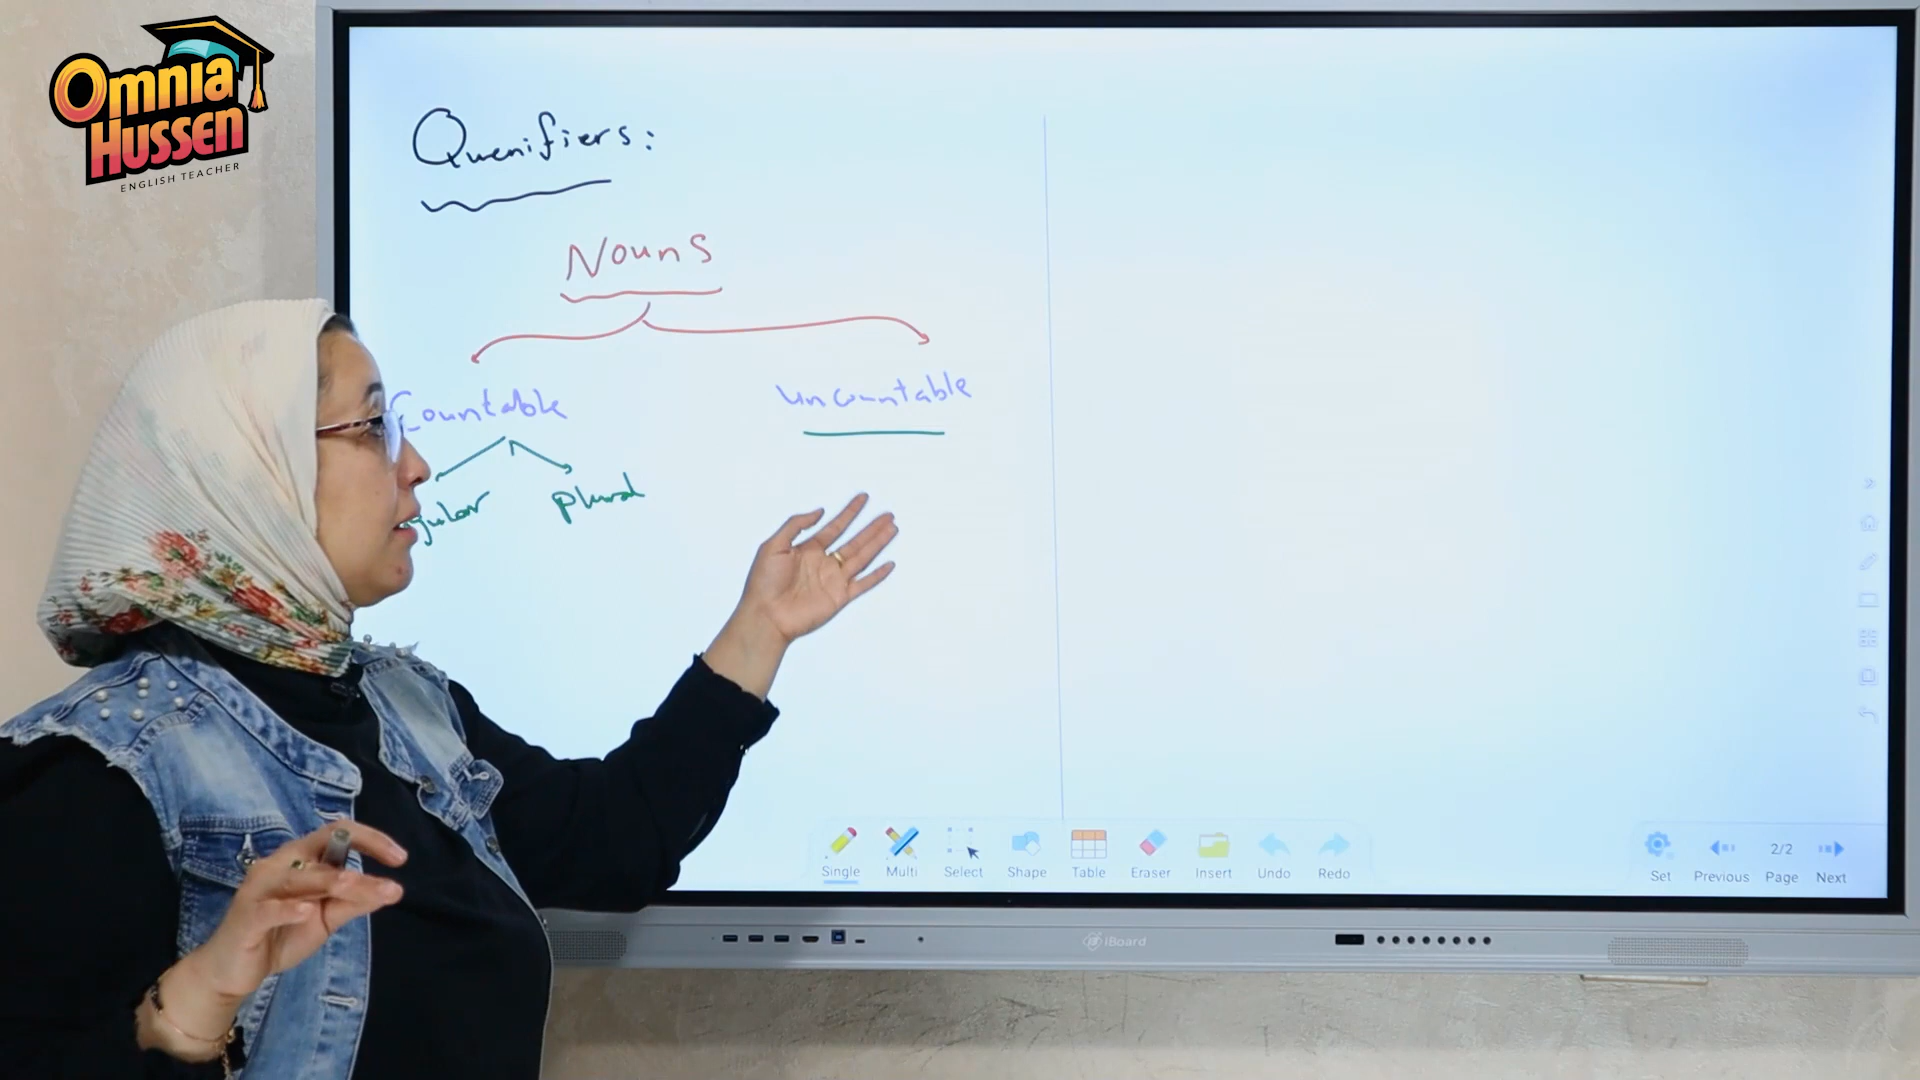 Omnia
Hussen
ENGLISH TEACHER
Quenifiers:
Nouns
Countable
uncountable
gular
plural
Single
Multi
Select
Shape
Table
Eraser
Insert
Undo
Redo
Set
Previous
2/2
Page
Next
iBoard